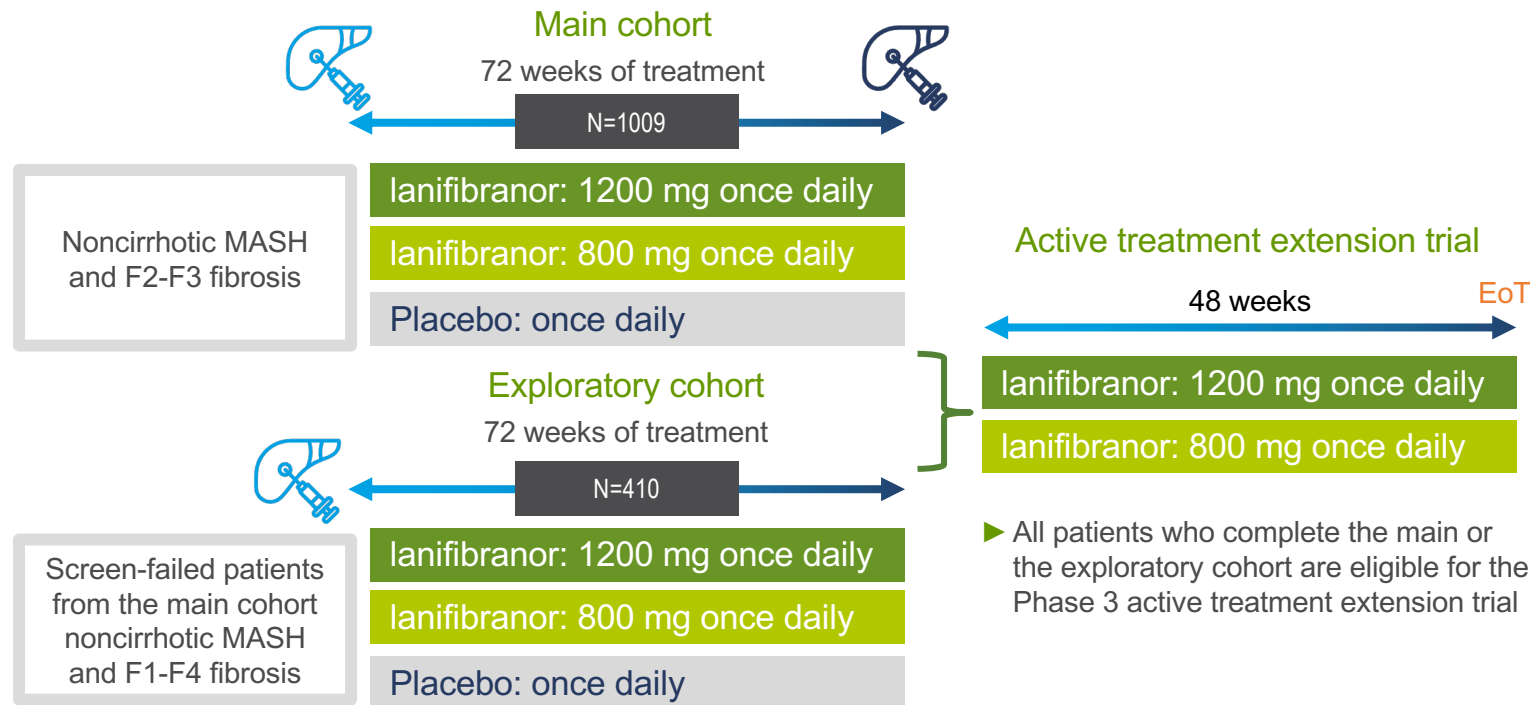 Main cohort
72 weeks of treatment
N=1009
Noncirrhotic MASH
and F2-F3 fibrosis
lanifibranor: 1200 mg once daily
lanifibranor: 800 mg once daily
Placebo: once daily
Exploratory cohort
72 weeks of treatment
N=410
Screen-failed patients
from the main cohort
noncirrhotic MASH
and F1-F4 fibrosis
lanifibranor: 1200 mg once daily
lanifibranor: 800 mg once daily
Placebo: once daily
Active treatment extension trial
48 weeks
EoT
lanifibranor: 1200 mg once daily
lanifibranor: 800 mg once daily
All patients who complete the main or
the exploratory cohort are eligible for the
Phase 3 active treatment extension trial